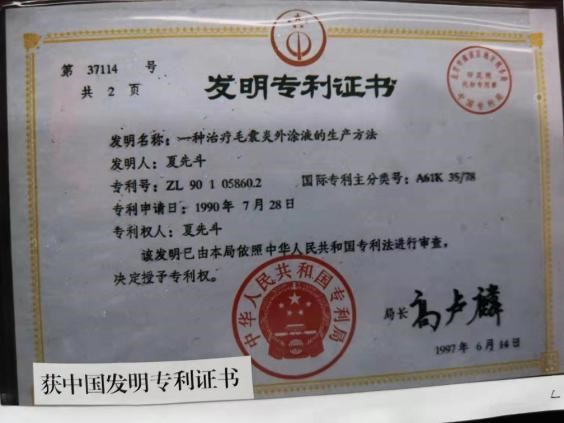 第 37114 号
共 2 页
发明专利证书
发明名称：一种治疗毛囊炎外涂液的生产方法
发明人：夏先斗
专利号：ZL 90 1 05860.2 国际专利主分类号：A61K 35/78
专利申请日：1990 年 7 月 28 日
专利权人：夏先斗
该发明已由本局依照中华人民共和国专利法进行审查，
决定授予专利权。
中华人民共和国专利局
局长 高卢麟
1997 年 6 月 14 日
获中国发明专利证书
L